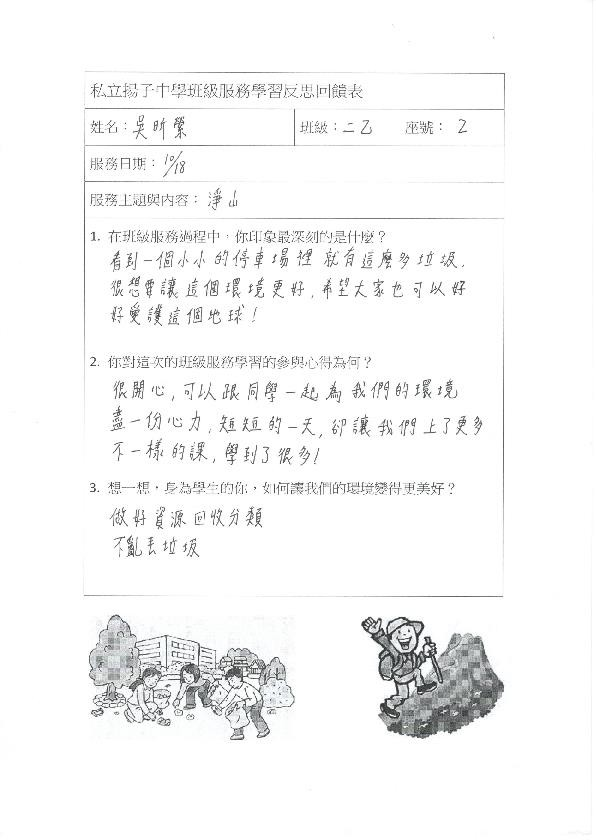 私立揚子中學班級服務學習反思回饋表
姓名：吳昕縈 班級：二乙 座號：2
服務日期：10/18
服務主題與內容：淨山
1. 在班級服務過程中，你印象最深刻的是什麼？
看到一個小小的停車場裡就有這麼多垃圾，
很想要讓這個環境更好，希望大家也可以好
好愛護這個地球！
2. 你對這次的班級服務學習的參與心得為何？
很開心，可以跟同學一起為我們的環境
盡一份心力，短短的一天，卻讓我們上了更多
不一樣的課，學到了很多！
3. 想一想，身為學生的你，如何讓我們的環境變得更美好？
做好資源回收分類
不亂丟垃圾